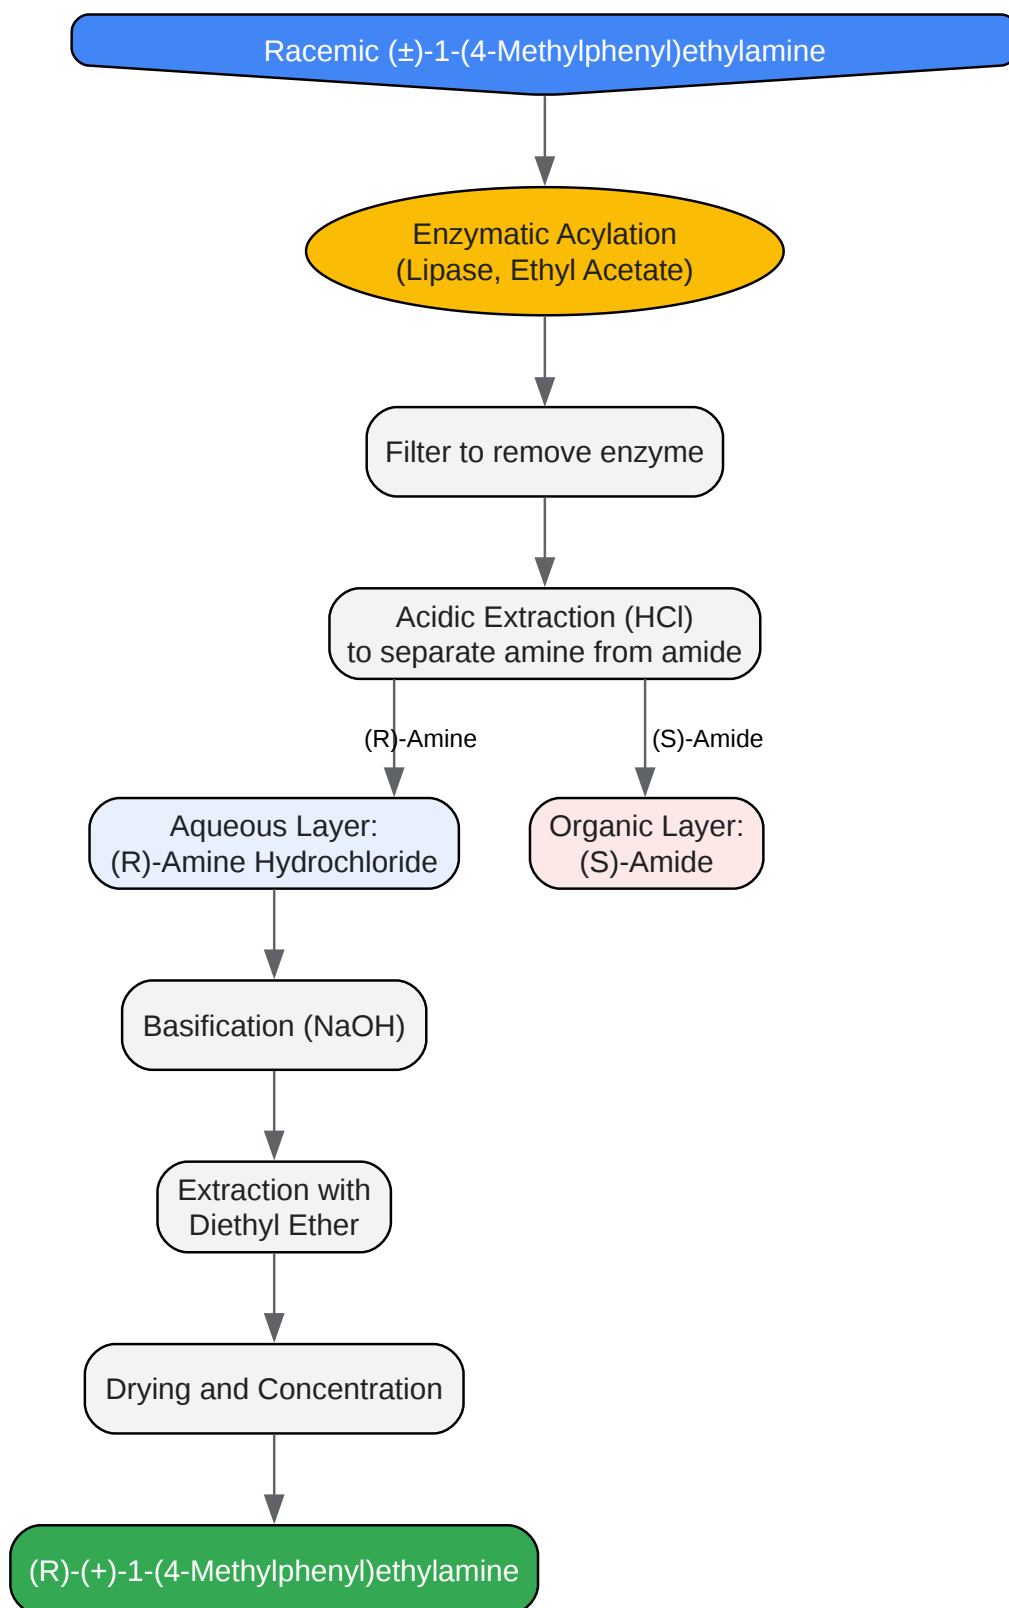 Racemic (±)-1-(4-Methylphenyl)ethylamine
Enzymatic Acylation
(Lipase, Ethyl Acetate)
Filter to remove enzyme
Acidic Extraction (HCl)
to separate amine from amide
(R)-Amine
(S)-Amide
Aqueous Layer:
(R)-Amine Hydrochloride
Organic Layer:
(S)-Amide
Basification (NaOH)
Extraction with
Diethyl Ether
Drying and Concentration
(R)-(+)-1-(4-Methylphenyl)ethylamine